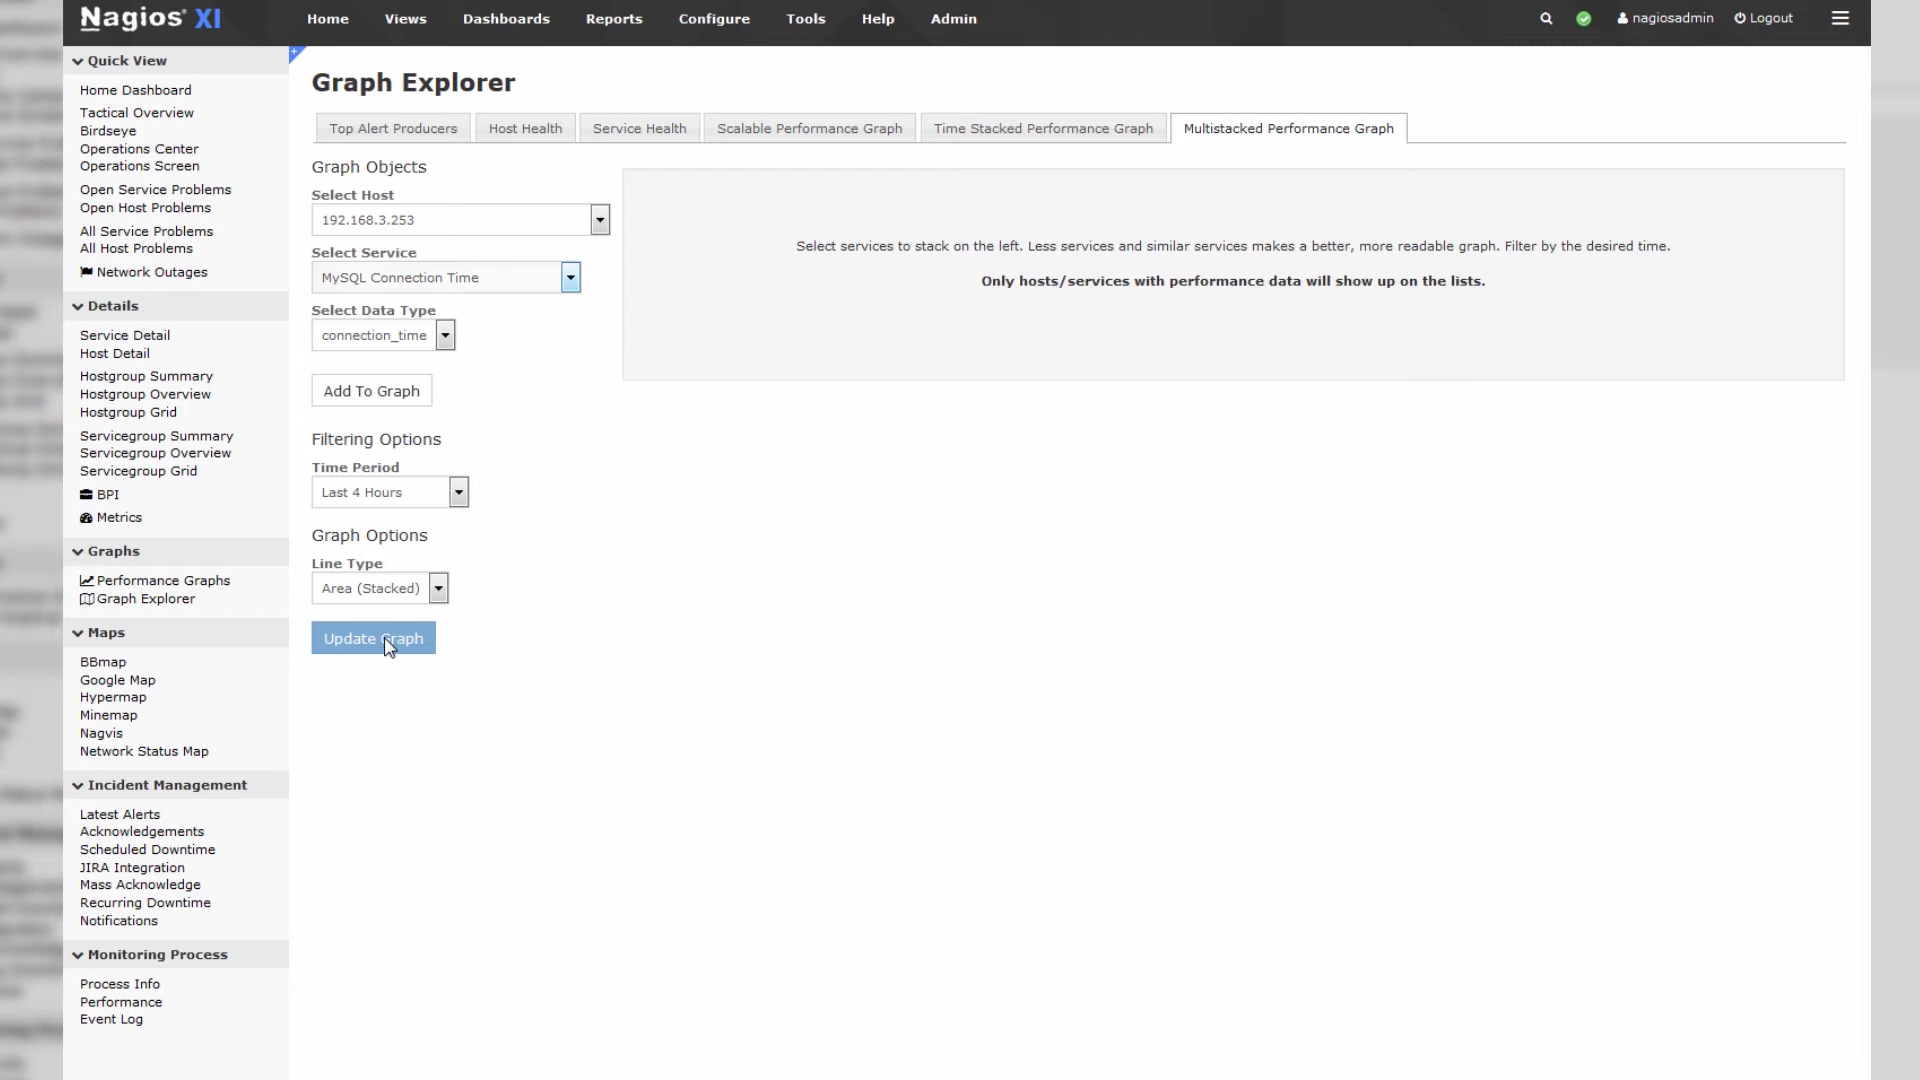 Nagios XI
Home Views Dashboards Reports Configure Tools Help Admin
nagiosadmin Logout
Quick View
Home Dashboard
Tactical Overview
Birdseye
Operations Center
Operations Screen
Open Service Problems
Open Host Problems
All Service Problems
All Host Problems
Network Outages
Details
Service Detail
Host Detail
Hostgroup Summary
Hostgroup Overview
Hostgroup Grid
Servicegroup Summary
Servicegroup Overview
Servicegroup Grid
BPI
Metrics
Graphs
Performance Graphs
Graph Explorer
Maps
BBmap
Google Map
Hypermap
Minemap
Nagvis
Network Status Map
Incident Management
Latest Alerts
Acknowledgements
Scheduled Downtime
JIRA Integration
Mass Acknowledge
Recurring Downtime
Notifications
Monitoring Process
Process Info
Performance
Event Log
Graph Explorer
Top Alert Producers Host Health Service Health Scalable Performance Graph Time Stacked Performance Graph Multistacked Performance Graph
Graph Objects
Select Host
192.168.3.253
Select Service
MySQL Connection Time
Select Data Type
connection_time
Add To Graph
Filtering Options
Time Period
Last 4 Hours
Graph Options
Line Type
Area (Stacked)
Update Graph
Select services to stack on the left. Less services and similar services makes a better, more readable graph. Filter by the desired time.
Only hosts/services with performance data will show up on the lists.